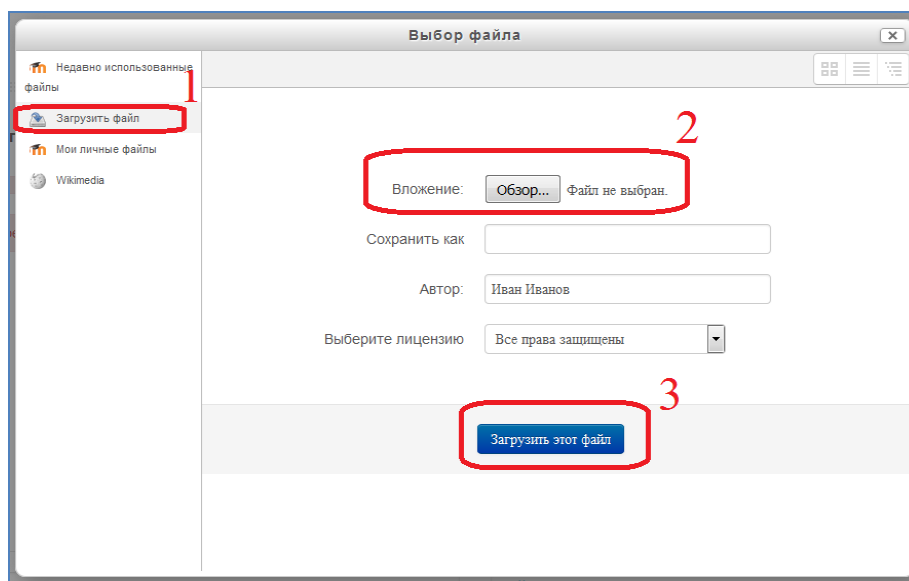 Выбор файла
Недавно использованные
файлы
1
Загрузить файл
Мои личные файлы
Wikimedia
2
Вложение: Обзор... Файл не выбран.
Сохранить как
Автор: Иван Иванов
Выберите лицензию Все права защищены
3
Загрузить этот файл